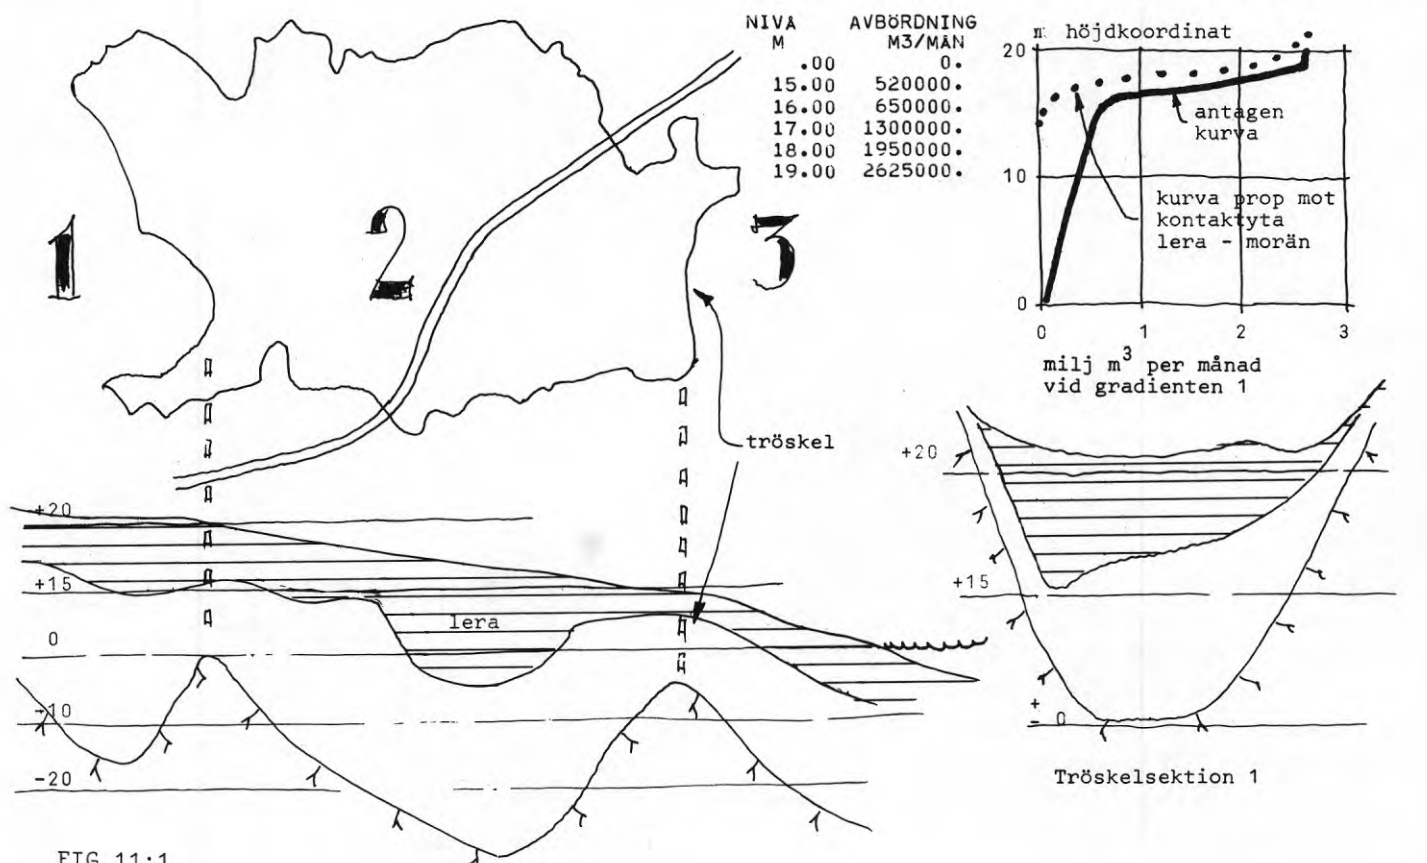 NIVÅ AVBÖRDNING
M M3/MÅN
.00 0.
15.00 520000.
16.00 650000.
17.00 1300000.
18.00 1950000.
19.00 2625000.
m höjdkoordinat
20
10
0
antagen
kurva
kurva prop mot
kontaktyta
lera - morän
0 1 2 3
milj m³ per månad
vid gradienten 1
1
2
3
tröskel
+20
+15
0
-10
-20
lera
+20
+15
+
- 0
Tröskelsektion 1
FIG 11:1